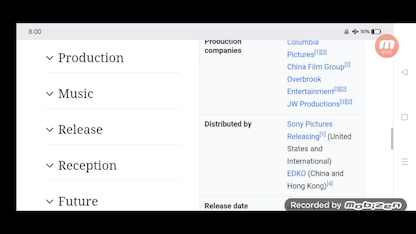 8:00
50%
Production
Music
Release
Reception
Future
Production
companies
Columbia
Pictures[1][2]
China Film Group[2]
Overbrook
Entertainment[1][2]
JW Productions[1][2]
Distributed by
Sony Pictures
Releasing[1] (United
States and
International)
EDKO (China and
Hong Kong)[4]
Release date
Recorded by mobizen